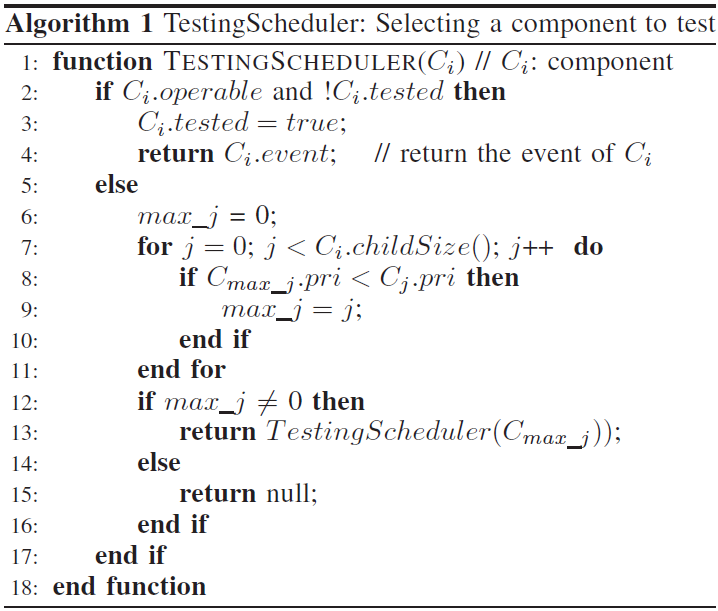 Algorithm 1 TestingScheduler: Selecting a component to test
1: function TESTINGSCHEDULER(C_i) // C_i: component
2: if C_i.operable and !C_i.tested then
3: C_i.tested = true;
4: return C_i.event; // return the event of C_i
5: else
6: max_j = 0;
7: for j = 0; j < C_i.childSize(); j++ do
8: if C_max_j.pri < C_j.pri then
9: max_j = j;
10: end if
11: end for
12: if max_j ≠ 0 then
13: return TestingScheduler(C_max_j));
14: else
15: return null;
16: end if
17: end if
18: end function